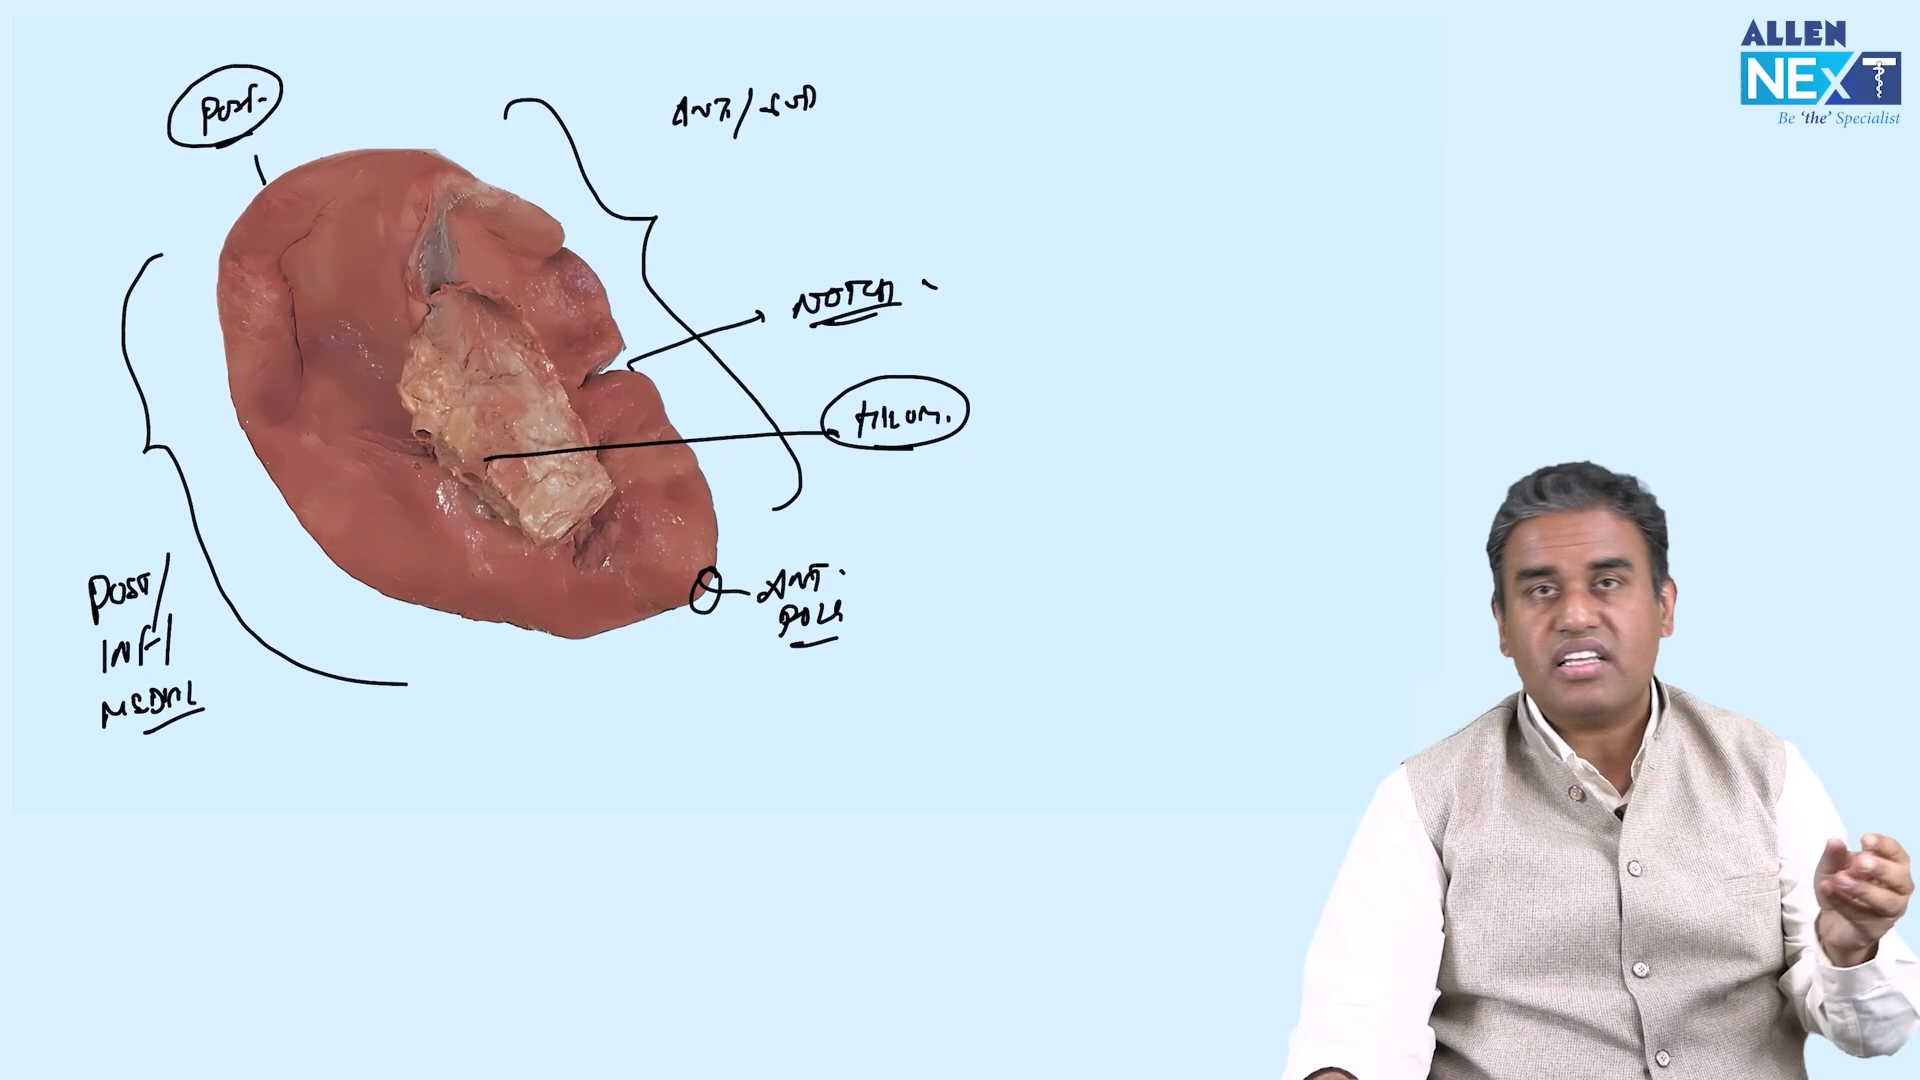 ALLEN
NEXT
Be 'the' Specialist
Post.
ANT/SUP
NOTCH
HILUM.
ANT.
POLE
POST/
INF/
MEDIAL